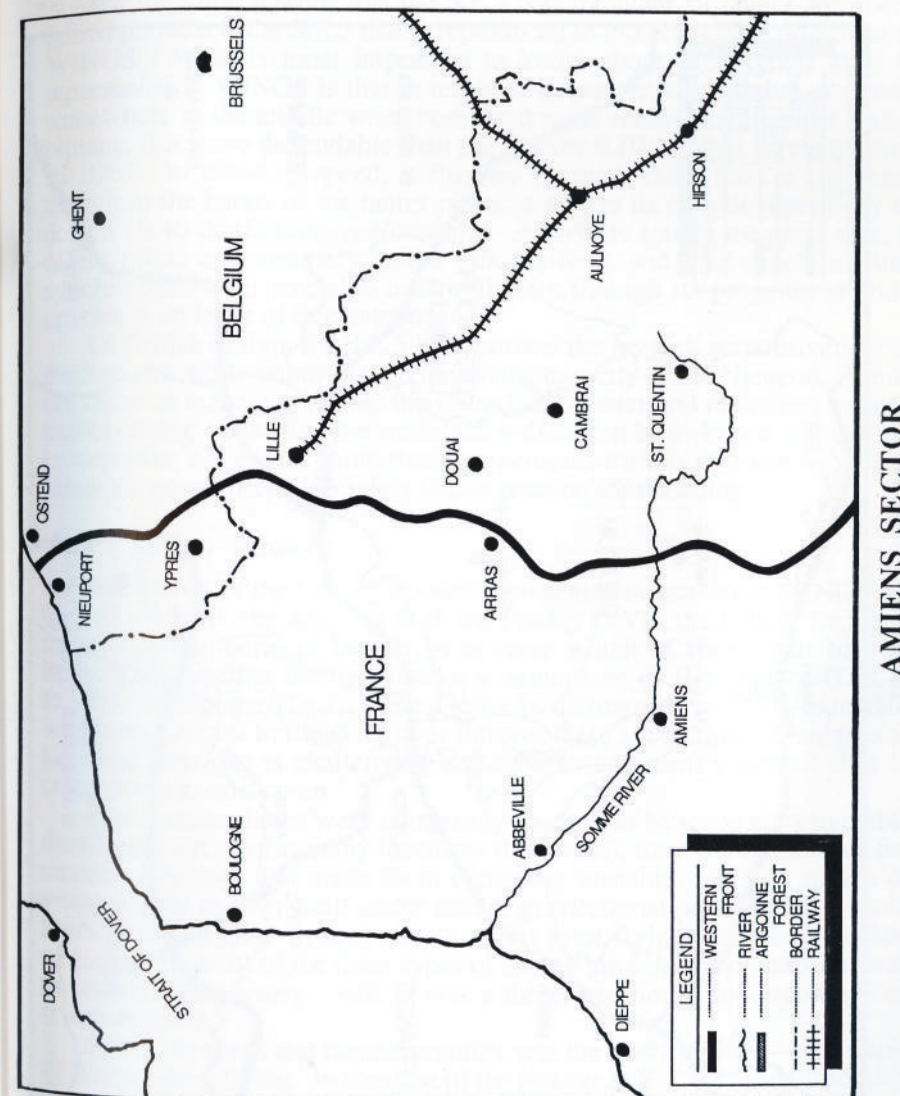 DOVER
STRAIT OF DOVER
OSTEND
NIEUPORT
GHENT
BRUSSELS
YPRES
BELGIUM
BOULOGNE
LILLE
FRANCE
DOUAI
ARRAS
AULNOYE
ABBEVILLE
CAMBRAI
HIRSON
SOMME RIVER
AMIENS
ST QUENTIN
DIEPPE
LEGEND
WESTERN
FRONT
RIVER
ARGONNE
FOREST
BORDER
RAILWAY
AMIENS SECTOR